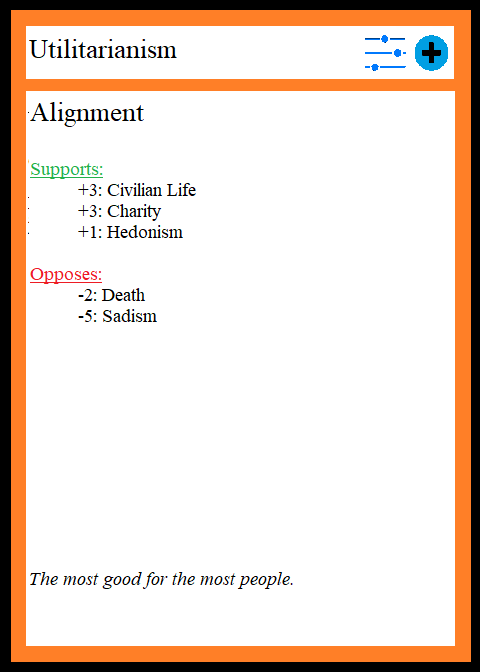 Utilitarianism
Alignment
Supports:
+3: Civilian Life
+3: Charity
+1: Hedonism
Opposes:
-2: Death
-5: Sadism
The most good for the most people.